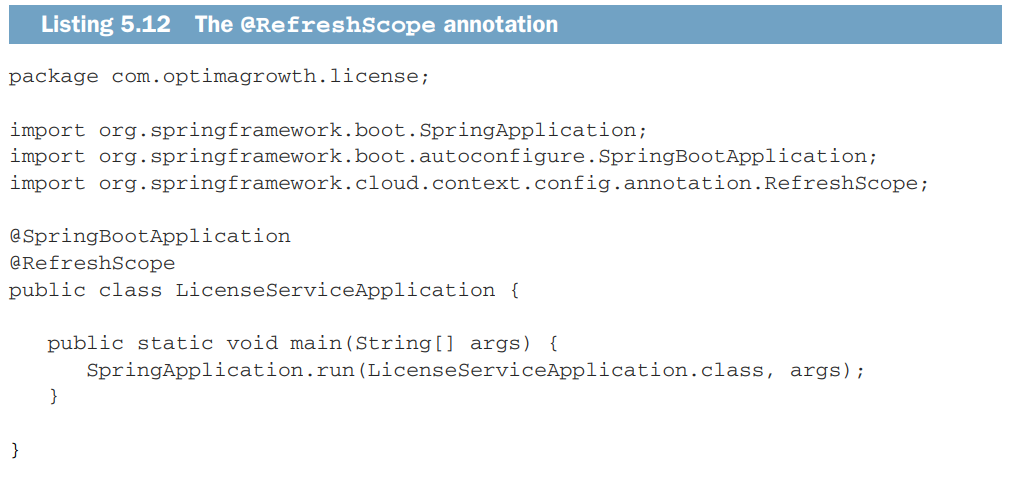 Listing 5.12 The @RefreshScope annotation
package com.optimagrowth.license;
import org.springframework.boot.SpringApplication;
import org.springframework.boot.autoconfigure.SpringBootApplication;
import org.springframework.cloud.context.config.annotation.RefreshScope;
@SpringBootApplication
@RefreshScope
public class LicenseServiceApplication {
public static void main(String[] args) {
SpringApplication.run(LicenseServiceApplication.class, args);
}
}